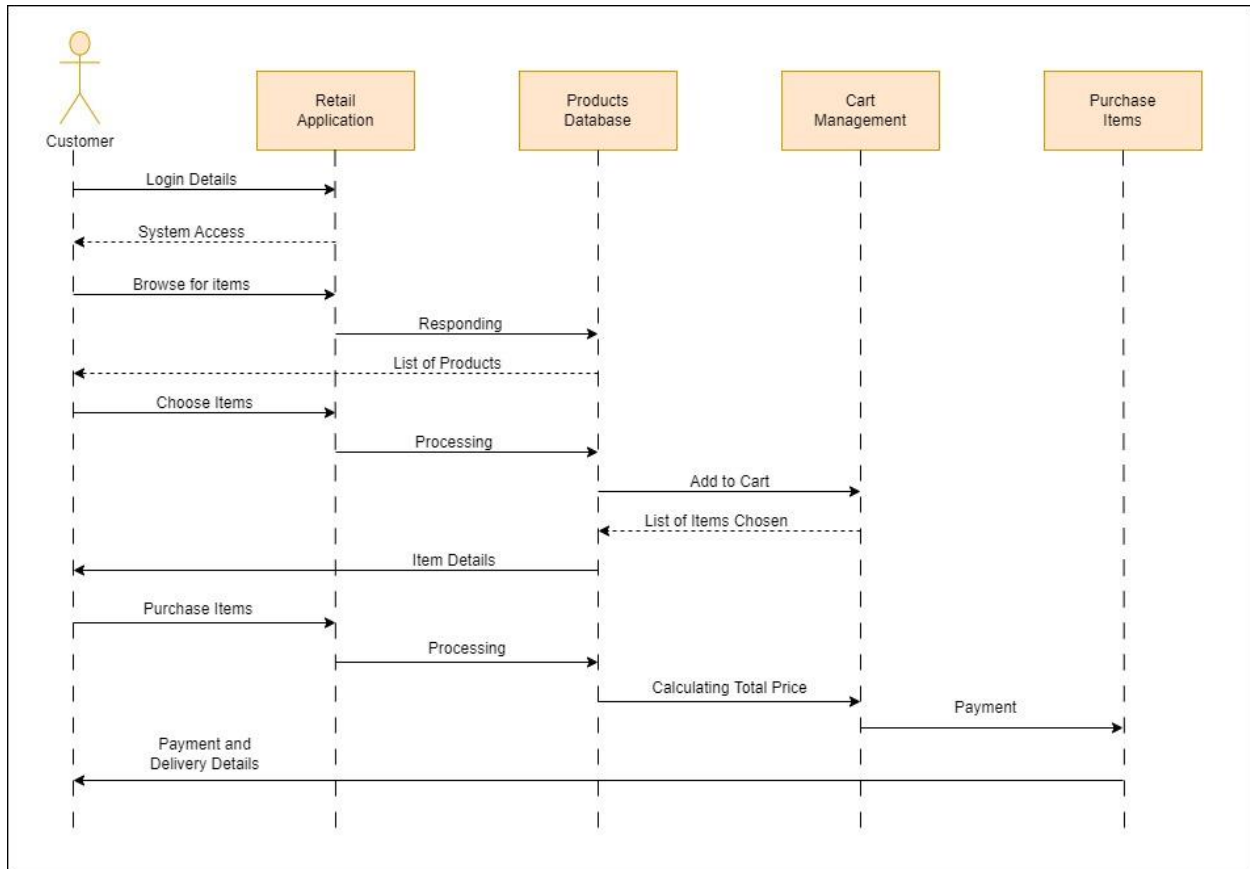 Retail
Application
Products
Database
Cart
Management
Purchase
Items
Customer
Login Details
System Access
Browse for items
Responding
List of Products
Choose Items
Processing
Add to Cart
List of Items Chosen
Item Details
Purchase Items
Processing
Calculating Total Price
Payment
Payment and
Delivery Details